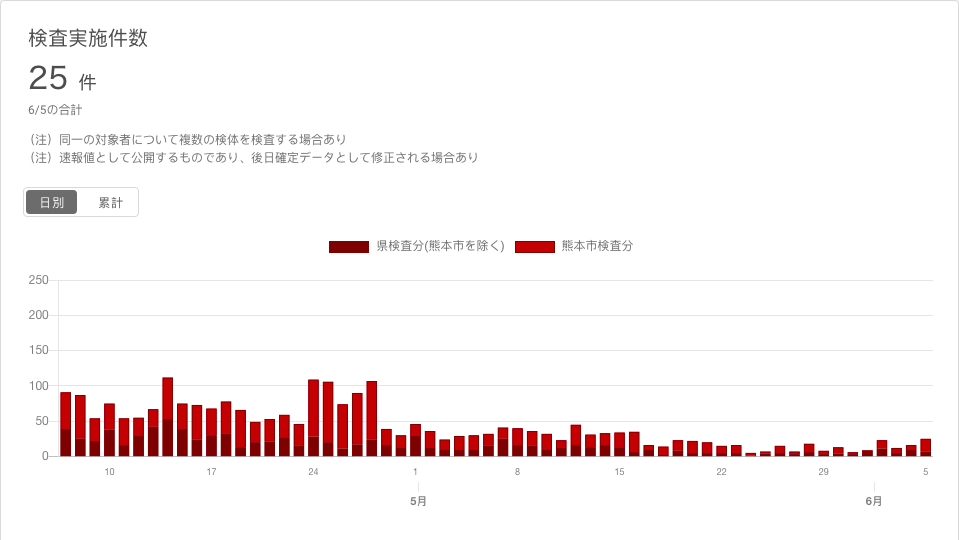 検査実施件数
25 件
6/5の合計
（注）同一の対象者について複数の検体を検査する場合あり
（注）速報値として公開するものであり、後日確定データとして修正される場合あり
日別 累計
県検査分(熊本市を除く) 熊本市検査分
250
200
150
100
50
0
10 17 24 1 8 15 22 29 5
5月 6月